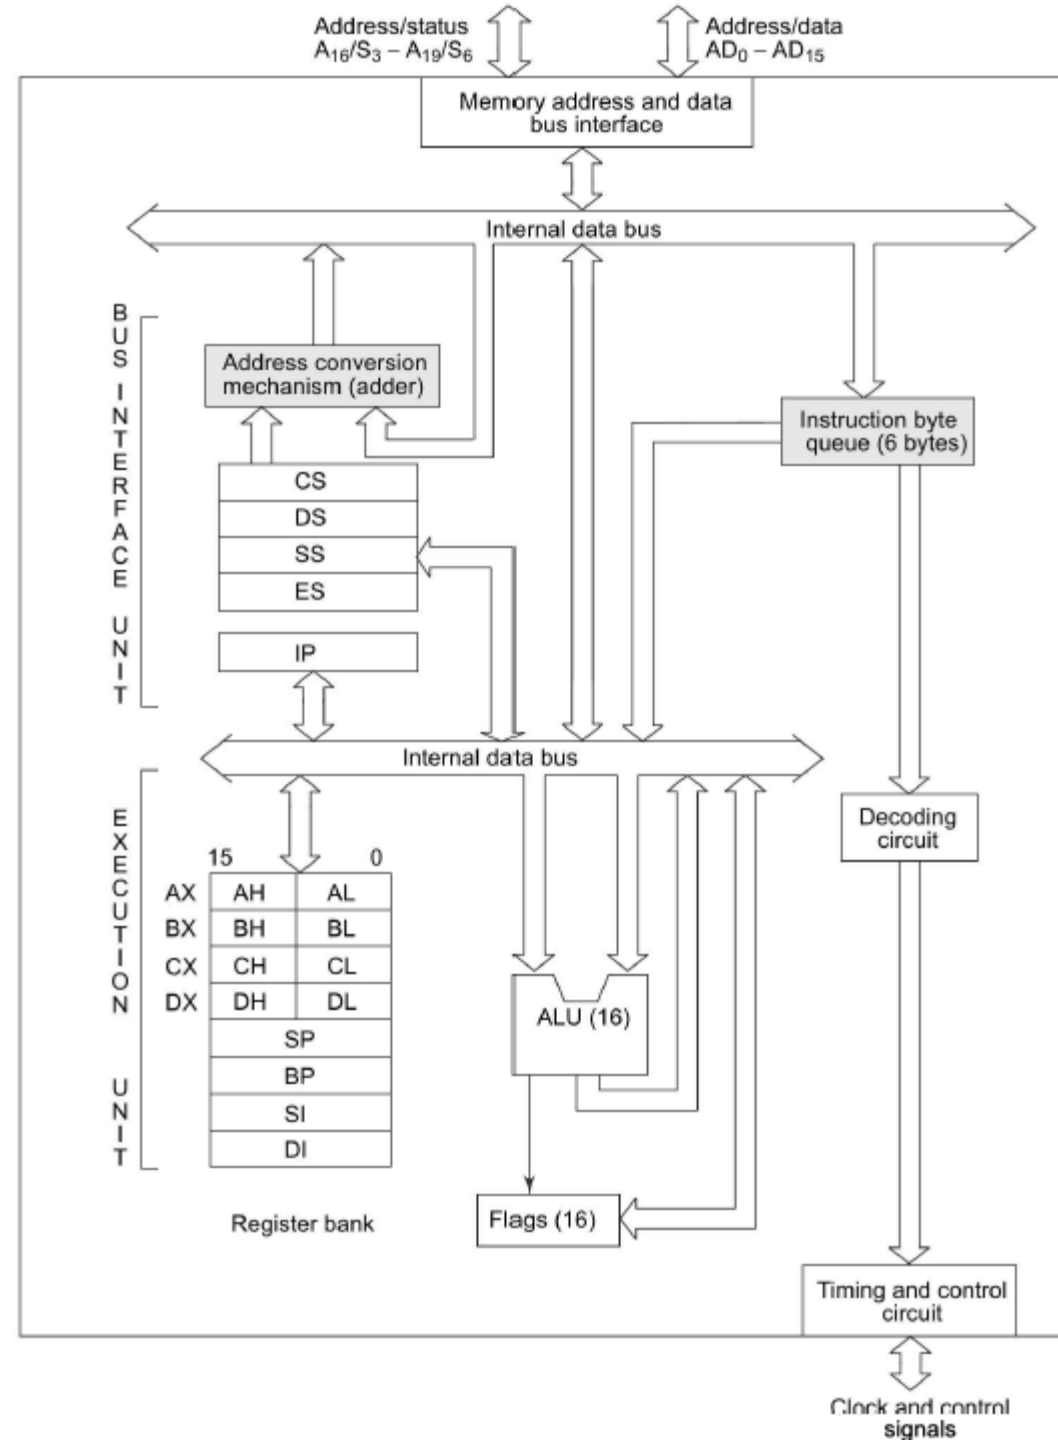 Address/status
A16/S3 – A19/S6
Address/data
AD0 – AD15
Memory address and data
bus interface
Internal data bus
BUS INTERFACE UNIT
Address conversion
mechanism (adder)
Instruction byte
queue (6 bytes)
CS
DS
SS
ES
IP
Internal data bus
EXECUTION UNIT
Decoding
circuit
15 0
AX AH AL
BX BH BL
CX CH CL
DX DH DL
SP
BP
SI
DI
ALU (16)
Register bank
Flags (16)
Timing and control
circuit
Clock and control
signals